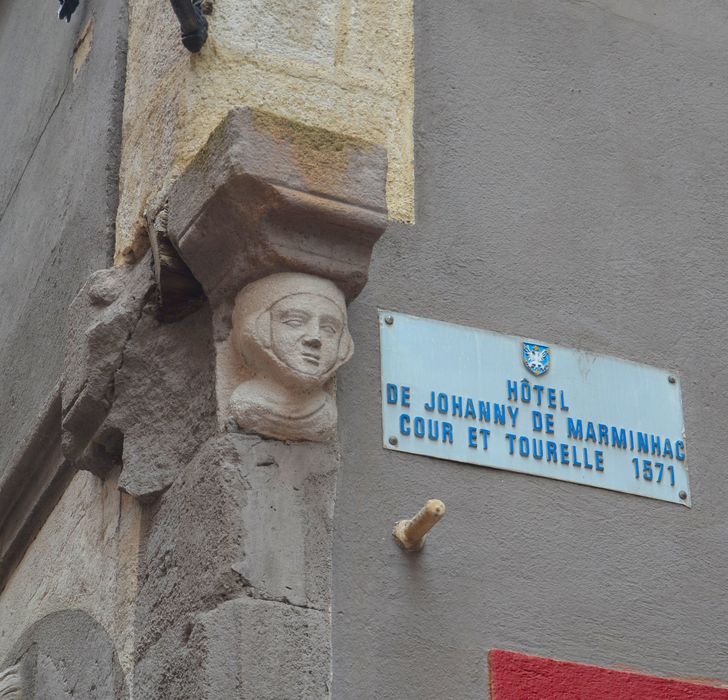 HÔTEL
DE JOHANNY DE MARMINHAC
COUR ET TOURELLE 1571